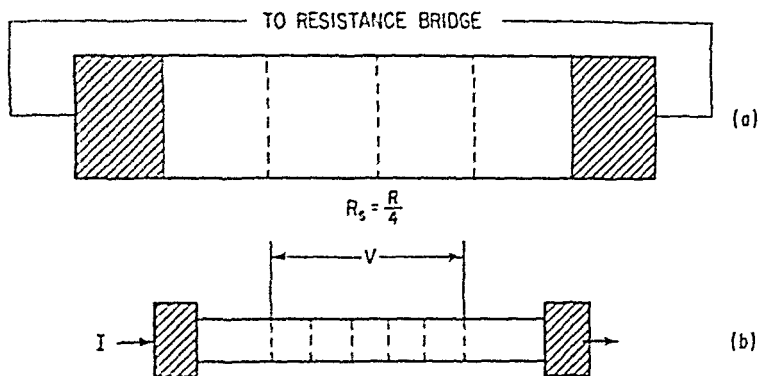 TO RESISTANCE BRIDGE
(a)
R_s = R/4
V
I
(b)